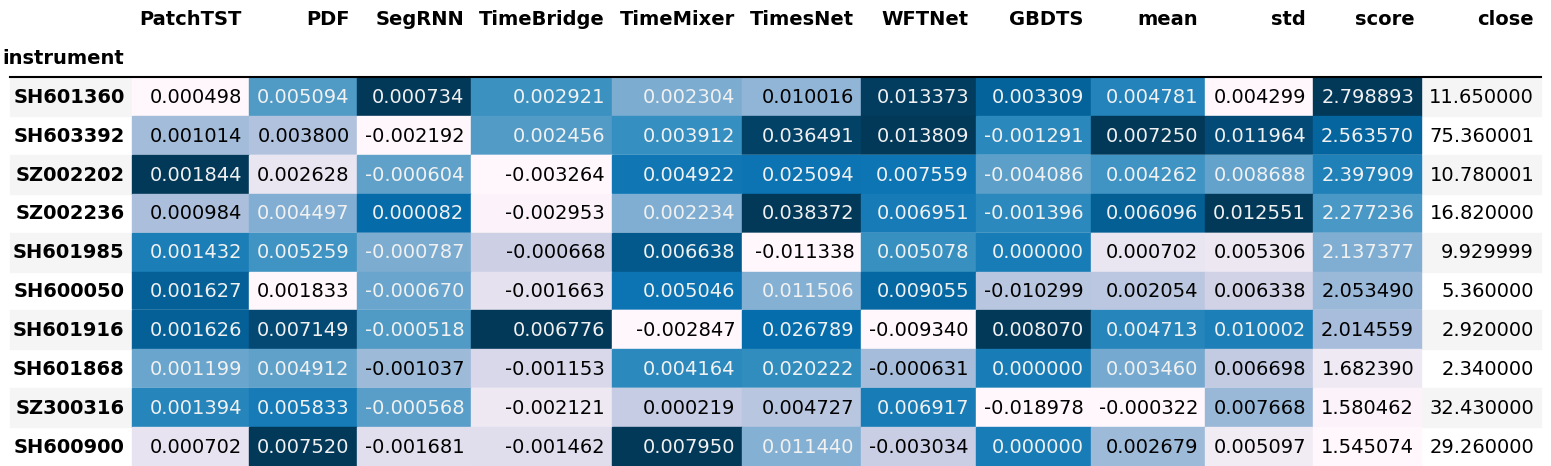 PatchTST PDF SegRNN TimeBridge TimeMixer TimesNet WFTNet GBDTS mean std score close
instrument
SH601360 0.000498 0.005094 0.000734 0.002921 0.002304 0.010016 0.013373 0.003309 0.004781 0.004299 2.798893 11.650000
SH603392 0.001014 0.003800 -0.002192 0.002456 0.003912 0.036491 0.013809 -0.001291 0.007250 0.011964 2.563570 75.360001
SZ002202 0.001844 0.002628 -0.000604 -0.003264 0.004922 0.025094 0.007559 -0.004086 0.004262 0.008688 2.397909 10.780001
SZ002236 0.000984 0.004497 0.000082 -0.002953 0.002234 0.038372 0.006951 -0.001396 0.006096 0.012551 2.277236 16.820000
SH601985 0.001432 0.005259 -0.000787 -0.000668 0.006638 -0.011338 0.005078 0.000000 0.000702 0.005306 2.137377 9.929999
SH600050 0.001627 0.001833 -0.000670 -0.001663 0.005046 0.011506 0.009055 -0.010299 0.002054 0.006338 2.053490 5.360000
SH601916 0.001626 0.007149 -0.000518 0.006776 -0.002847 0.026789 -0.009340 0.008070 0.004713 0.010002 2.014559 2.920000
SH601868 0.001199 0.004912 -0.001037 -0.001153 0.004164 0.020222 -0.000631 0.000000 0.003460 0.006698 1.682390 2.340000
SZ300316 0.001394 0.005833 -0.000568 -0.002121 0.000219 0.004727 0.006917 -0.018978 -0.000322 0.007668 1.580462 32.430000
SH600900 0.000702 0.007520 -0.001681 -0.001462 0.007950 0.011440 -0.003034 0.000000 0.002679 0.005097 1.545074 29.260000